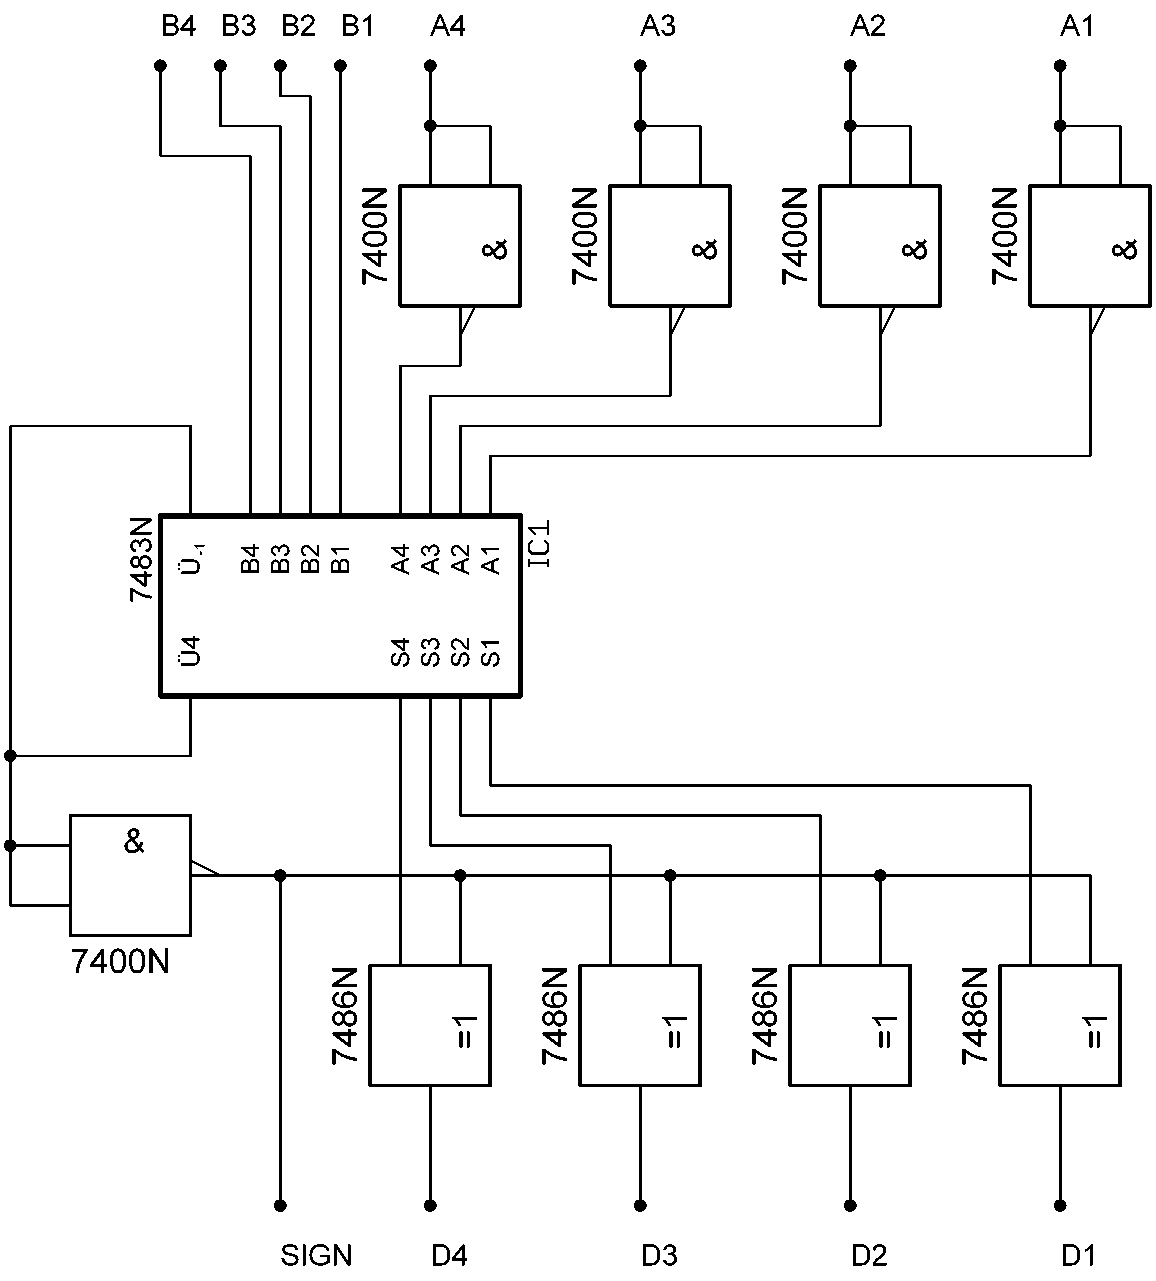 B4 B3 B2 B1 A4 A3 A2 A1
7400N & 7400N & 7400N & 7400N &
7483N Ü-1 B4 B3 B2 B1 A4 A3 A2 A1 IC1
Ü4 S4 S3 S2 S1
&
7400N
7486N =1 7486N =1 7486N =1 7486N =1
SIGN D4 D3 D2 D1